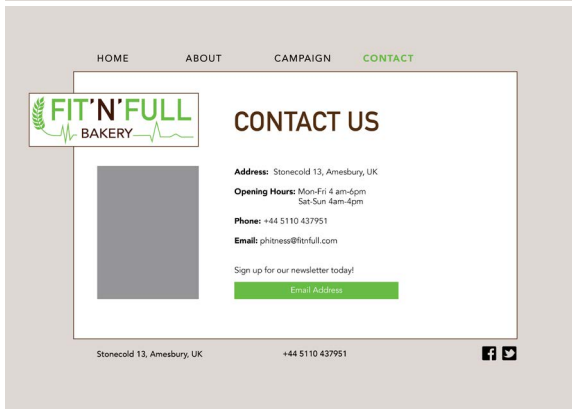 HOME ABOUT CAMPAIGN CONTACT
FIT'N'FULL
BAKERY
CONTACT US
Address: Stonecold 13, Amesbury, UK
Opening Hours: Mon-Fri 4 am-6pm
Sat-Sun 4am-4pm
Phone: +44 5110 437951
Email: phitness@fitnfull.com
Sign up for our newsletter today!
Email Address
Stonecold 13, Amesbury, UK +44 5110 437951